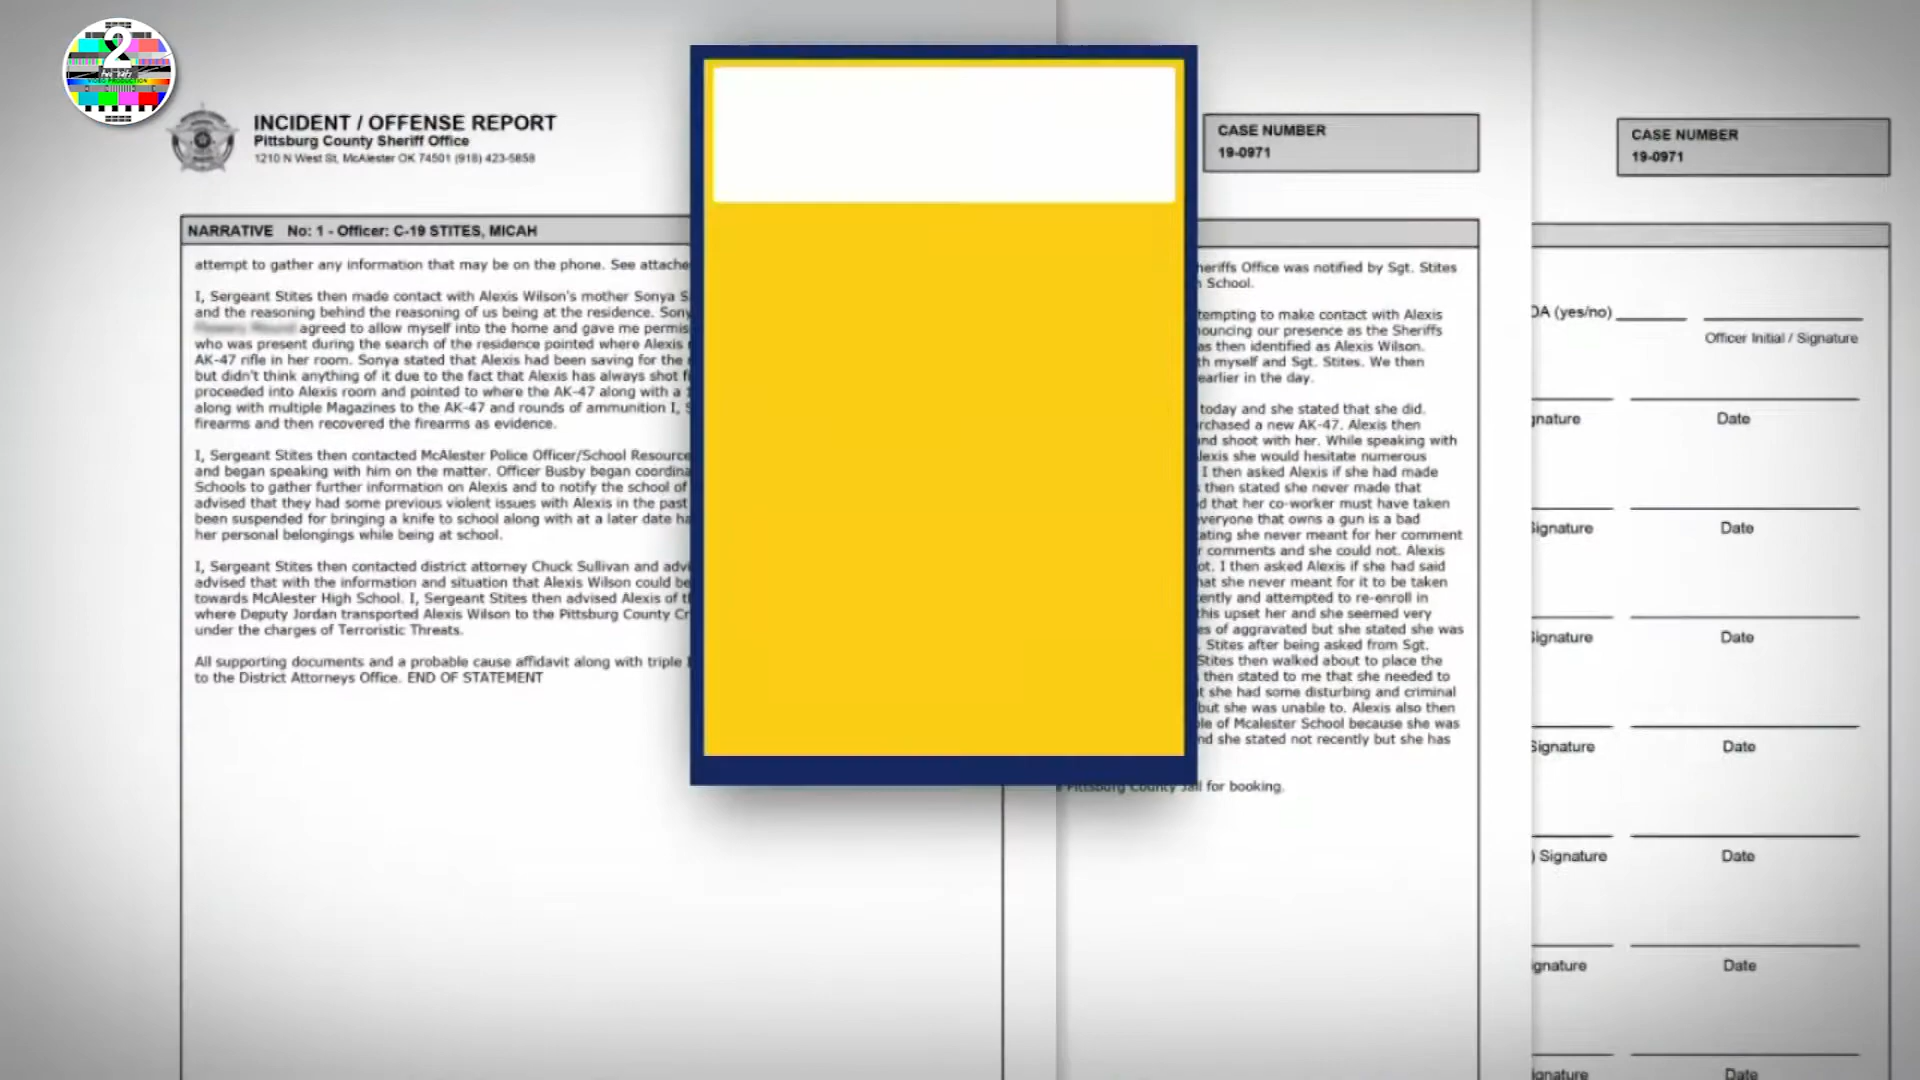 2
INCIDENT / OFFENSE REPORT
Pittsburg County Sheriff Office
1210 N West St, McAlester OK 74501 (918) 423-5858
NARRATIVE No: 1 - Officer: C-19 STITES, MICAH
attempt to gather any information that may be on the phone. See attache
I, Sergeant Stites then made contact with Alexis Wilson's mother Sonya S
and the reasoning behind the reasoning of us being at the residence. Sony
agreed to allow myself into the home and gave me permis
who was present during the search of the residence pointed where Alexis
AK-47 rifle in her room. Sonya stated that Alexis had been saving for the
but didn't think anything of it due to the fact that Alexis has always shot f
proceeded into Alexis room and pointed to where the AK-47 along with a
along with multiple Magazines to the AK-47 and rounds of ammunition I, S
firearms and then recovered the firearms as evidence.
I, Sergeant Stites then contacted McAlester Police Officer/School Resource
and began speaking with him on the matter. Officer Busby began coordina
Schools to gather further information on Alexis and to notify the school of
advised that they had some previous violent issues with Alexis in the past
been suspended for bringing a knife to school along with at a later date ha
her personal belongings while being at school.
I, Sergeant Stites then contacted district attorney Chuck Sullivan and advi
advised that with the information and situation that Alexis Wilson could be
towards McAlester High School. I, Sergeant Stites then advised Alexis of t
where Deputy Jordan transported Alexis Wilson to the Pittsburg County Cr
under the charges of Terroristic Threats.
All supporting documents and a probable cause affidavit along with triple
to the District Attorneys Office. END OF STATEMENT
CASE NUMBER
19-0971
heriffs Office was notified by Sgt. Stites
School.
tempting to make contact with Alexis
nouncing our presence as the Sheriffs
as then identified as Alexis Wilson.
th myself and Sgt. Stites. We then
earlier in the day.
today and she stated that she did.
rchased a new AK-47. Alexis then
nd shoot with her. While speaking with
lexis she would hesitate numerous
I then asked Alexis if she had made
then stated she never made that
d that her co-worker must have taken
everyone that owns a gun is a bad
ating she never meant for her comment
r comments and she could not. Alexis
ot. I then asked Alexis if she had said
hat she never meant for it to be taken
ently and attempted to re-enroll in
this upset her and she seemed very
es of aggravated but she stated she was
. Stites after being asked from Sgt.
Stites then walked about to place the
then stated to me that she needed to
t she had some disturbing and criminal
but she was unable to. Alexis also then
le of Mcalester School because she was
nd she stated not recently but she has
Pittsburg County Jail for booking.
CASE NUMBER
19-0971
DA (yes/no)
Officer Initial / Signature
gnature Date
Signature Date
Signature Date
Signature Date
) Signature Date
gnature Date
ignature Date